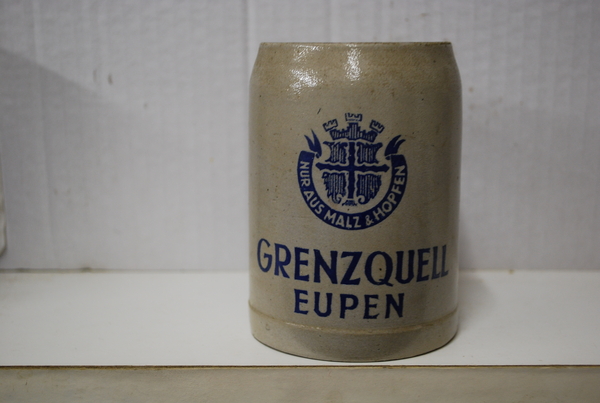 NUR AUS MALZ & HOPFEN
GRENZQUELL
EUPEN